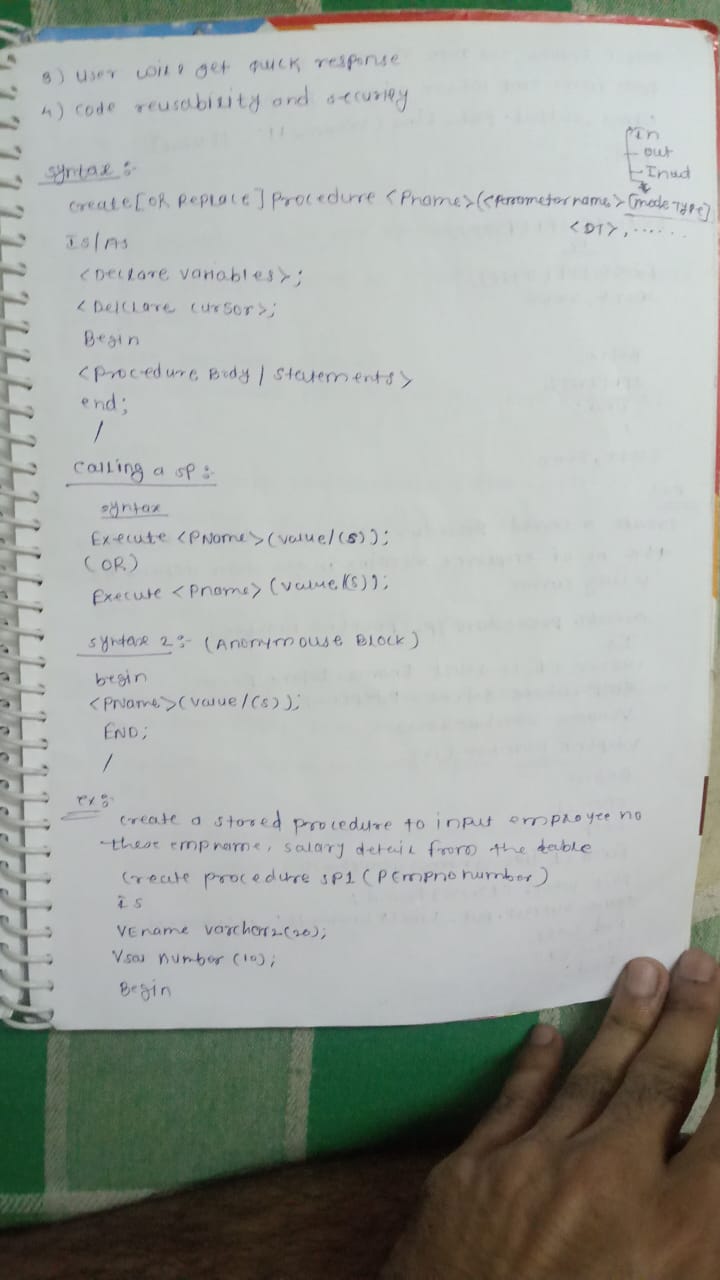 3) user will get quick response
4) code reusability and security
In
out
Inout
syntax :-
create [OR Replace] Procedure <Pname> (<Parameter name> [mode Type]
<DT>, ......
IS/AS
<Declare variables>;
<Declare cursor>;
Begin
<procedure Body / statements>
end;
/
calling a SP :-
syntax
Execute <PName> (value/(s));
(OR)
Execute <Pname> (value/(s));
syntax 2 :- (Anonymouse Block)
begin
<PName> (value/(s));
END;
/
ex :-
create a stored procedure to input employee no
these empname, salary detail from the table
Create procedure SP1 (Pempno number)
is
VEname varchar2(20);
Vsal number (10);
Begin